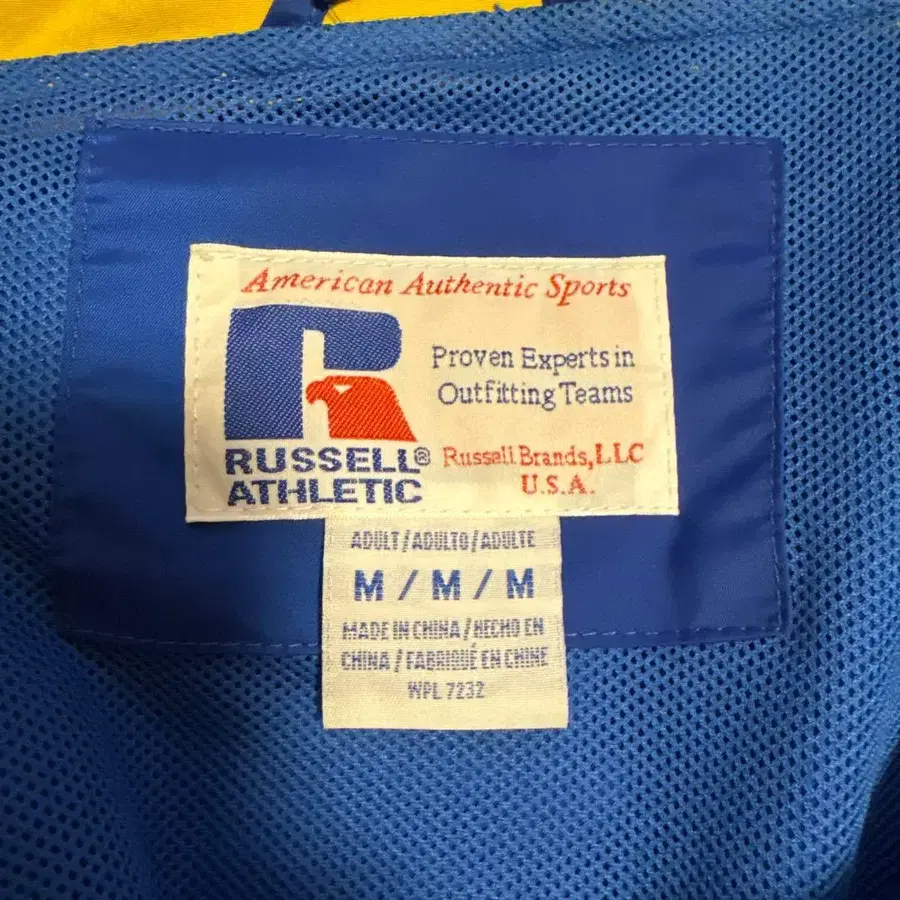 American Authentic Sports
Proven Experts in
Outfitting Teams
RUSSELL®
ATHLETIC
Russell Brands, LLC
U.S.A.
ADULT / ADULTO / ADULTE
M / M / M
MADE IN CHINA / HECHO EN
CHINA / FABRIQUÉ EN CHINE
WPL 7232